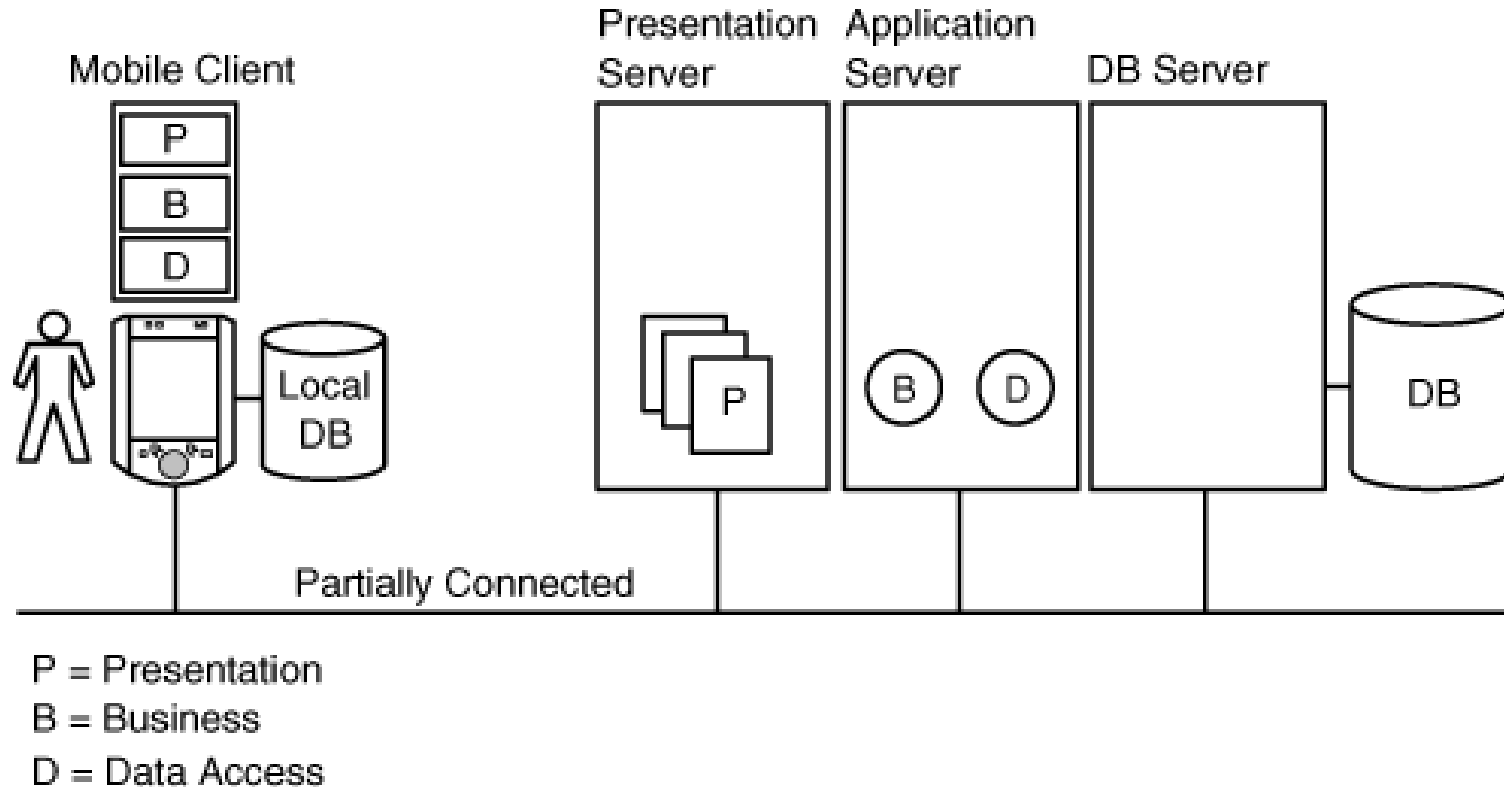 Mobile Client
P
B
D
Local
DB
Presentation
Server
P
Application
Server
B
D
DB Server
DB
Partially Connected
P = Presentation
B = Business
D = Data Access